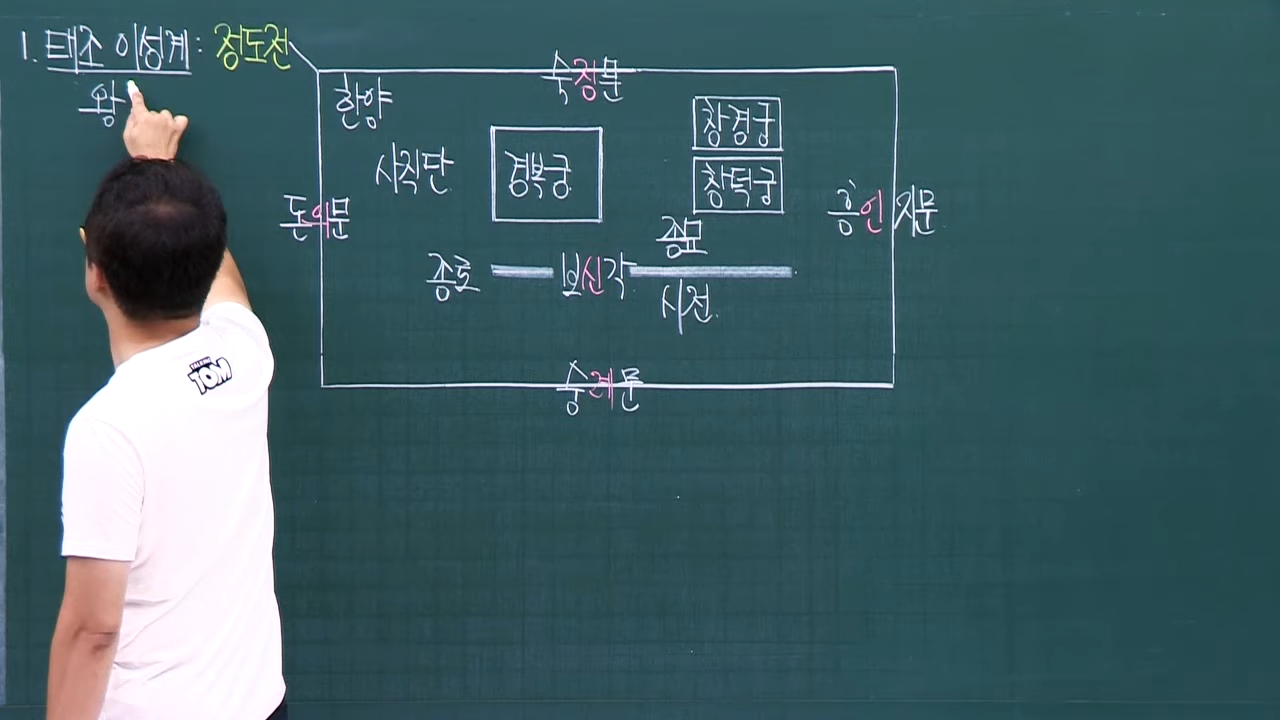 1. 태조 이성계 : 정도전
왕
한양
숙정문
창경궁
사직단
경복궁
창덕궁
돈의문
흥인지문
종묘
종로
보신각
시전
숭례문
TOM